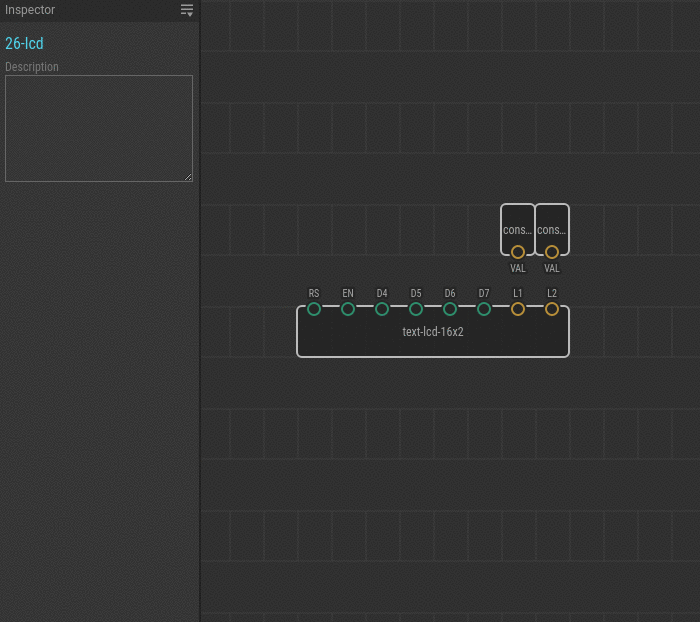 Inspector
26-lcd
Description
cons... cons...
VAL VAL
RS EN D4 D5 D6 D7 L1 L2
text-lcd-16x2